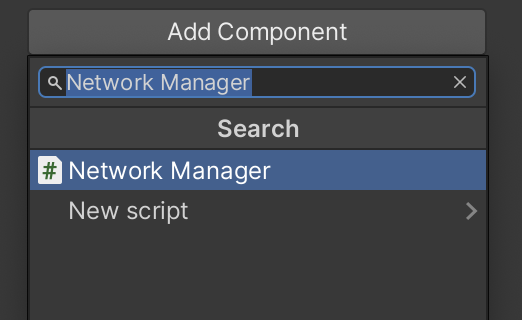 Add Component
Network Manager
Search
# Network Manager
New script